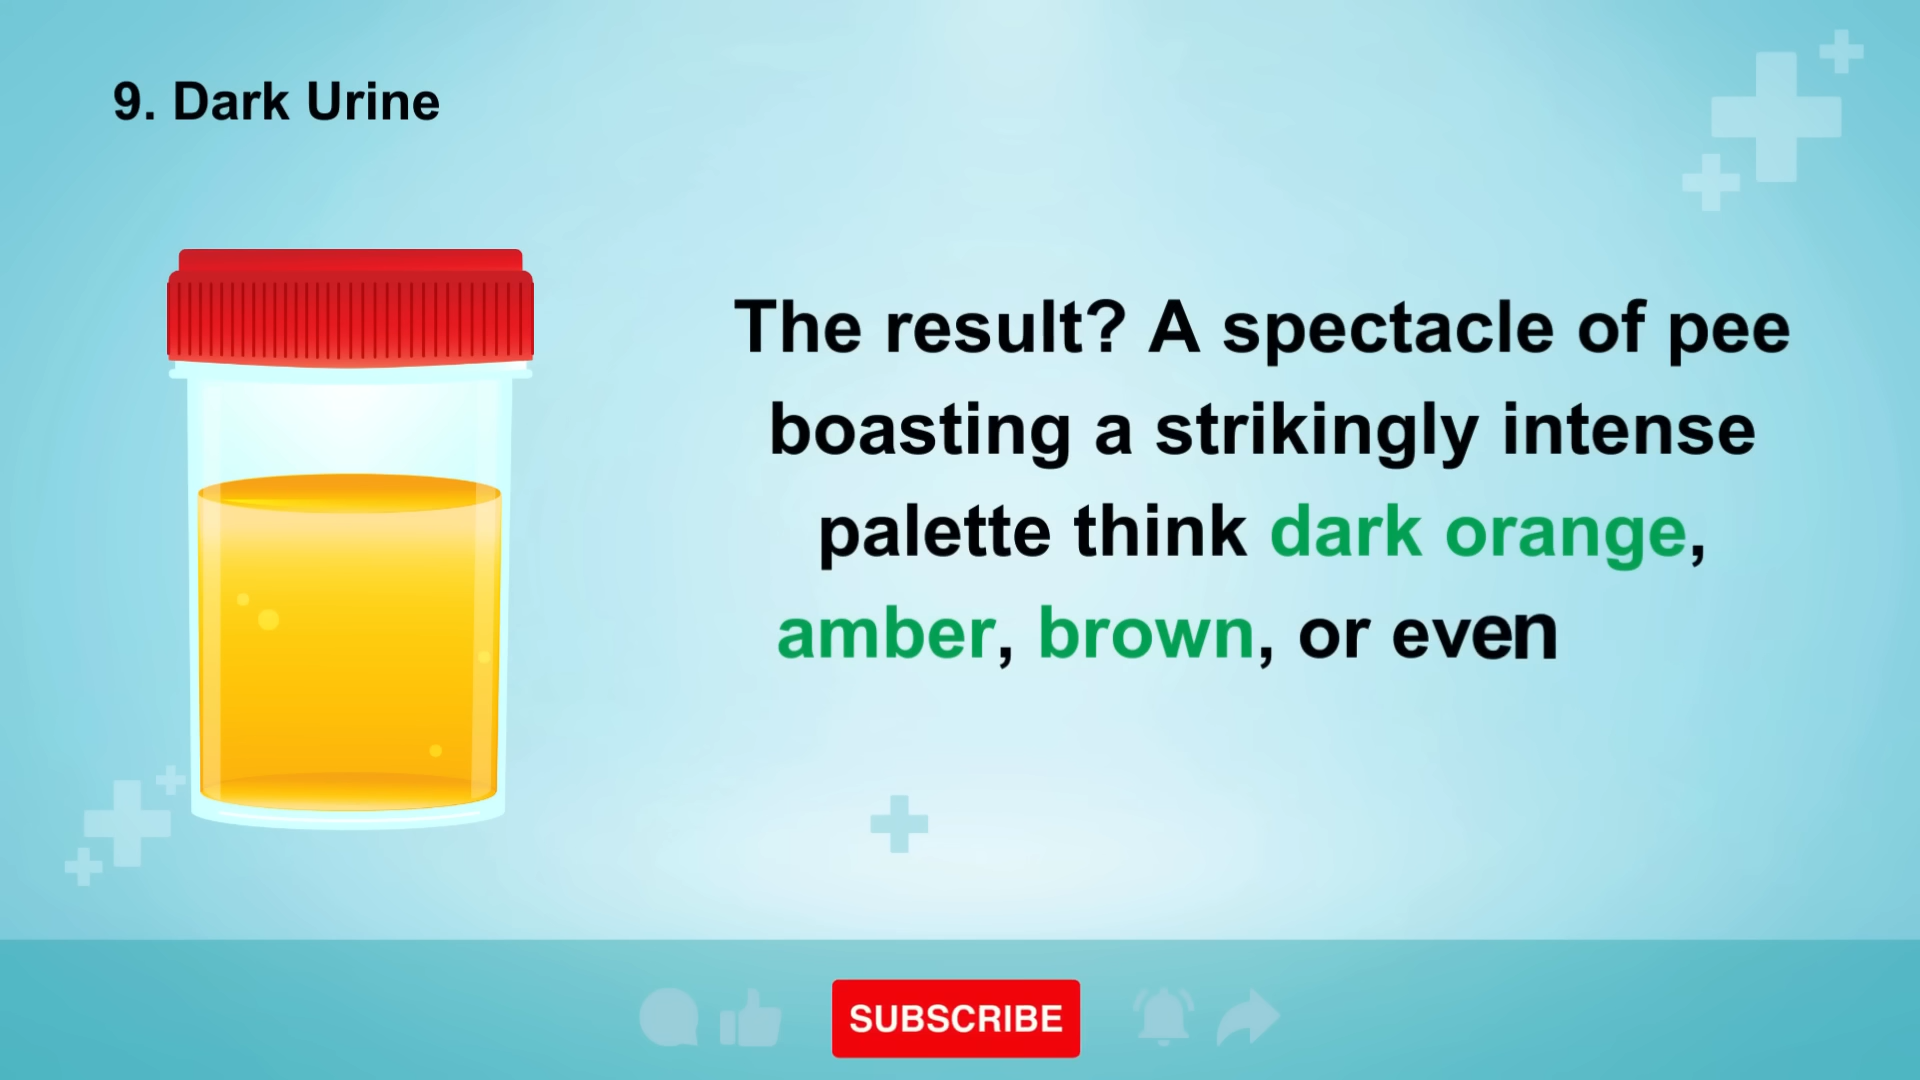 9. Dark Urine
The result? A spectacle of pee
boasting a strikingly intense
palette think dark orange,
amber, brown, or even
SUBSCRIBE